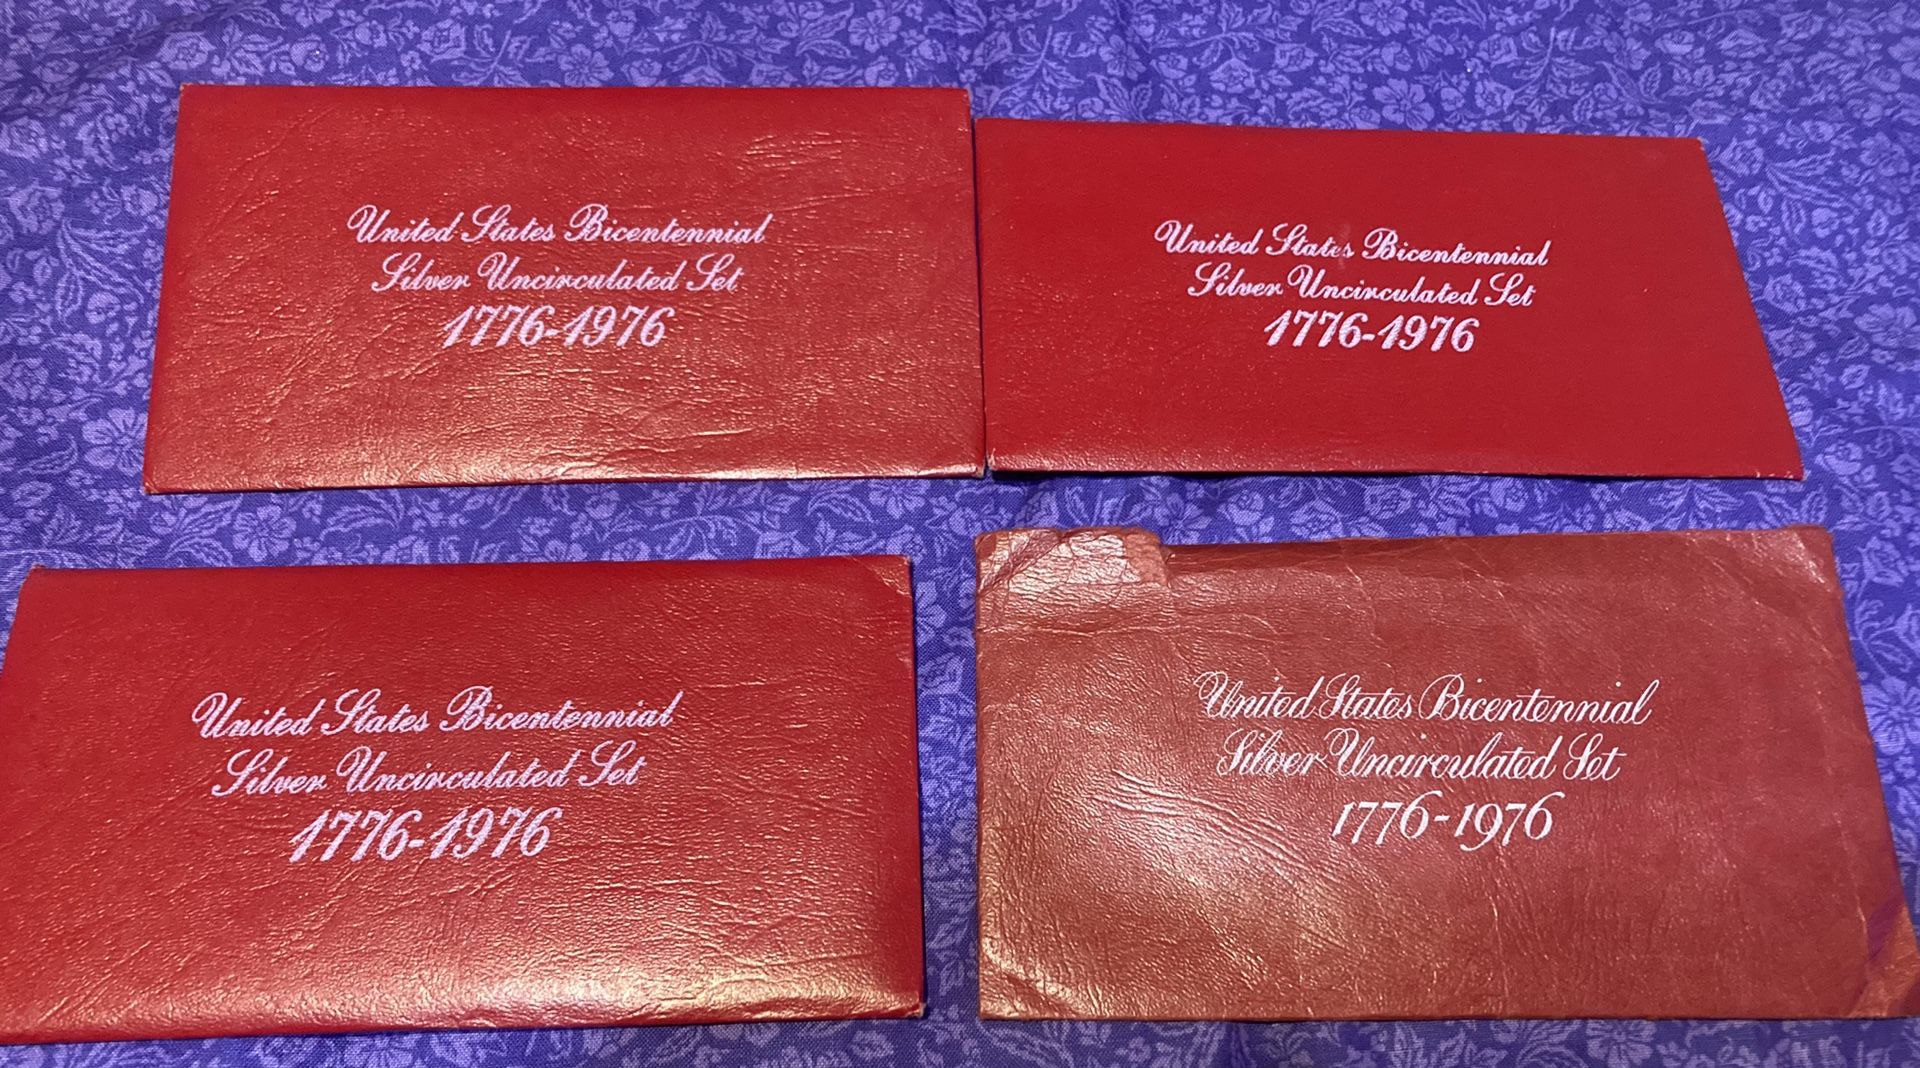 United States Bicentennial
Silver Uncirculated Set
1776-1976
United States Bicentennial
Silver Uncirculated Set
1776-1976
United States Bicentennial
Silver Uncirculated Set
1776-1976
United States Bicentennial
Silver Uncirculated Set
1776-1976